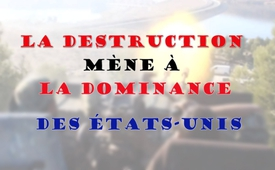 LA DESTRUCTION
MÈNE À
LA DOMINANCE
DES ÉTATS-UNIS